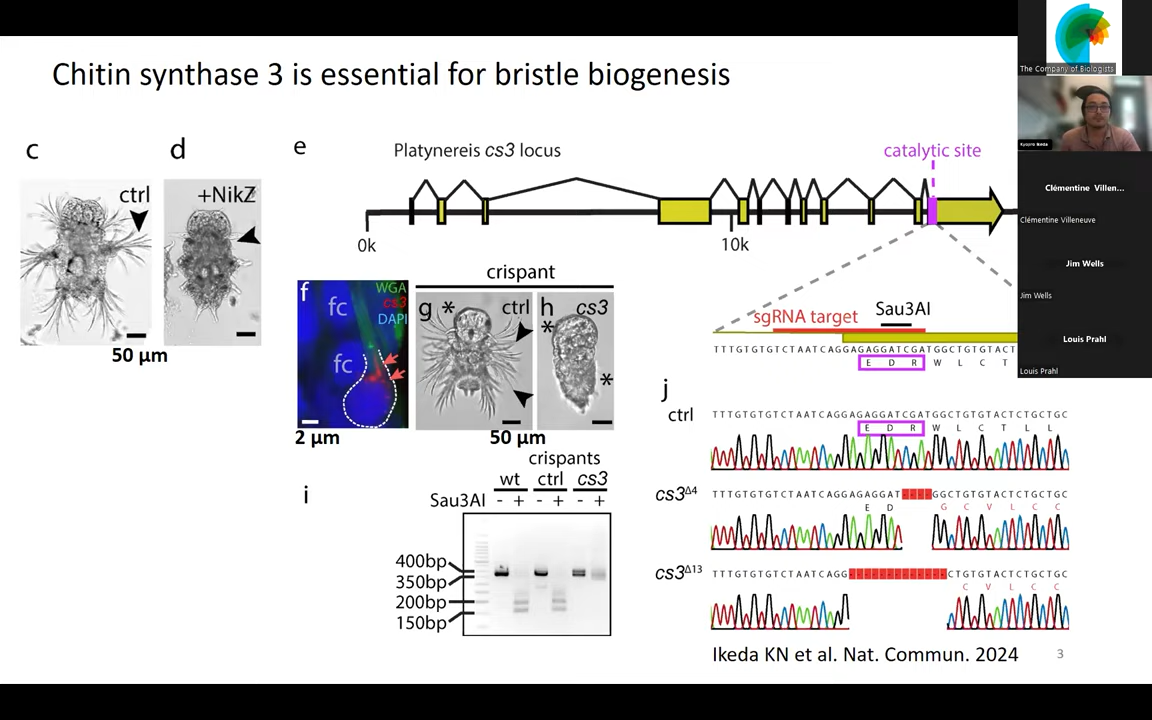 Chitin synthase 3 is essential for bristle biogenesis
The Company of Biologists
Clémentine Villen...
Clémentine Villeneuve
Jim Wells
Jim Wells
Louis Prahl
Louis Prahl
c
ctrl
d
+NikZ
50 µm
e
Platynereis cs3 locus
catalytic site
0k
10k
sgRNA target
Sau3AI
TTTGTGTGTCTAATCAGGAGAGGATCGATGGCTGTGTACT
E D R W L C T
crispant
f
WGA
cs3
DAPI
fc
fc
2 µm
g
*
ctrl
h
cs3
*
*
50 µm
i
crispants
wt ctrl cs3
Sau3AI - + - + - +
400bp
350bp
200bp
150bp
j
ctrl
TTTGTGTGTCTAATCAGGAGAGGATCGATGGCTGTGTACTCTGCTGC
E D R W L C T L L
cs3Δ4
TTTGTGTGTCTAATCAGGAGAGGAT----GGCTGTGTACTCTGCTGC
E D G C V L C C
cs3Δ13
TTTGTGTGTCTAATCAGG-------------CTGTGTACTCTGCTGC
C V L C C
Ikeda KN et al. Nat. Commun. 2024
3